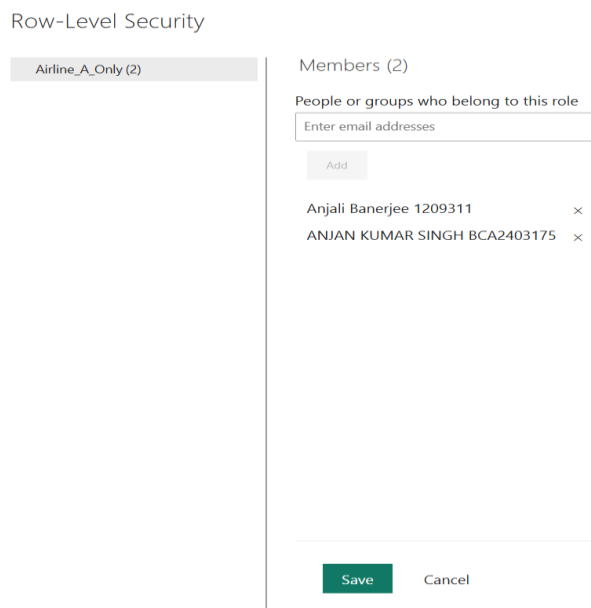 Row-Level Security
Airline_A_Only (2)
Members (2)
People or groups who belong to this role
Enter email addresses
Add
Anjali Banerjee 1209311
ANJAN KUMAR SINGH BCA2403175
Save
Cancel